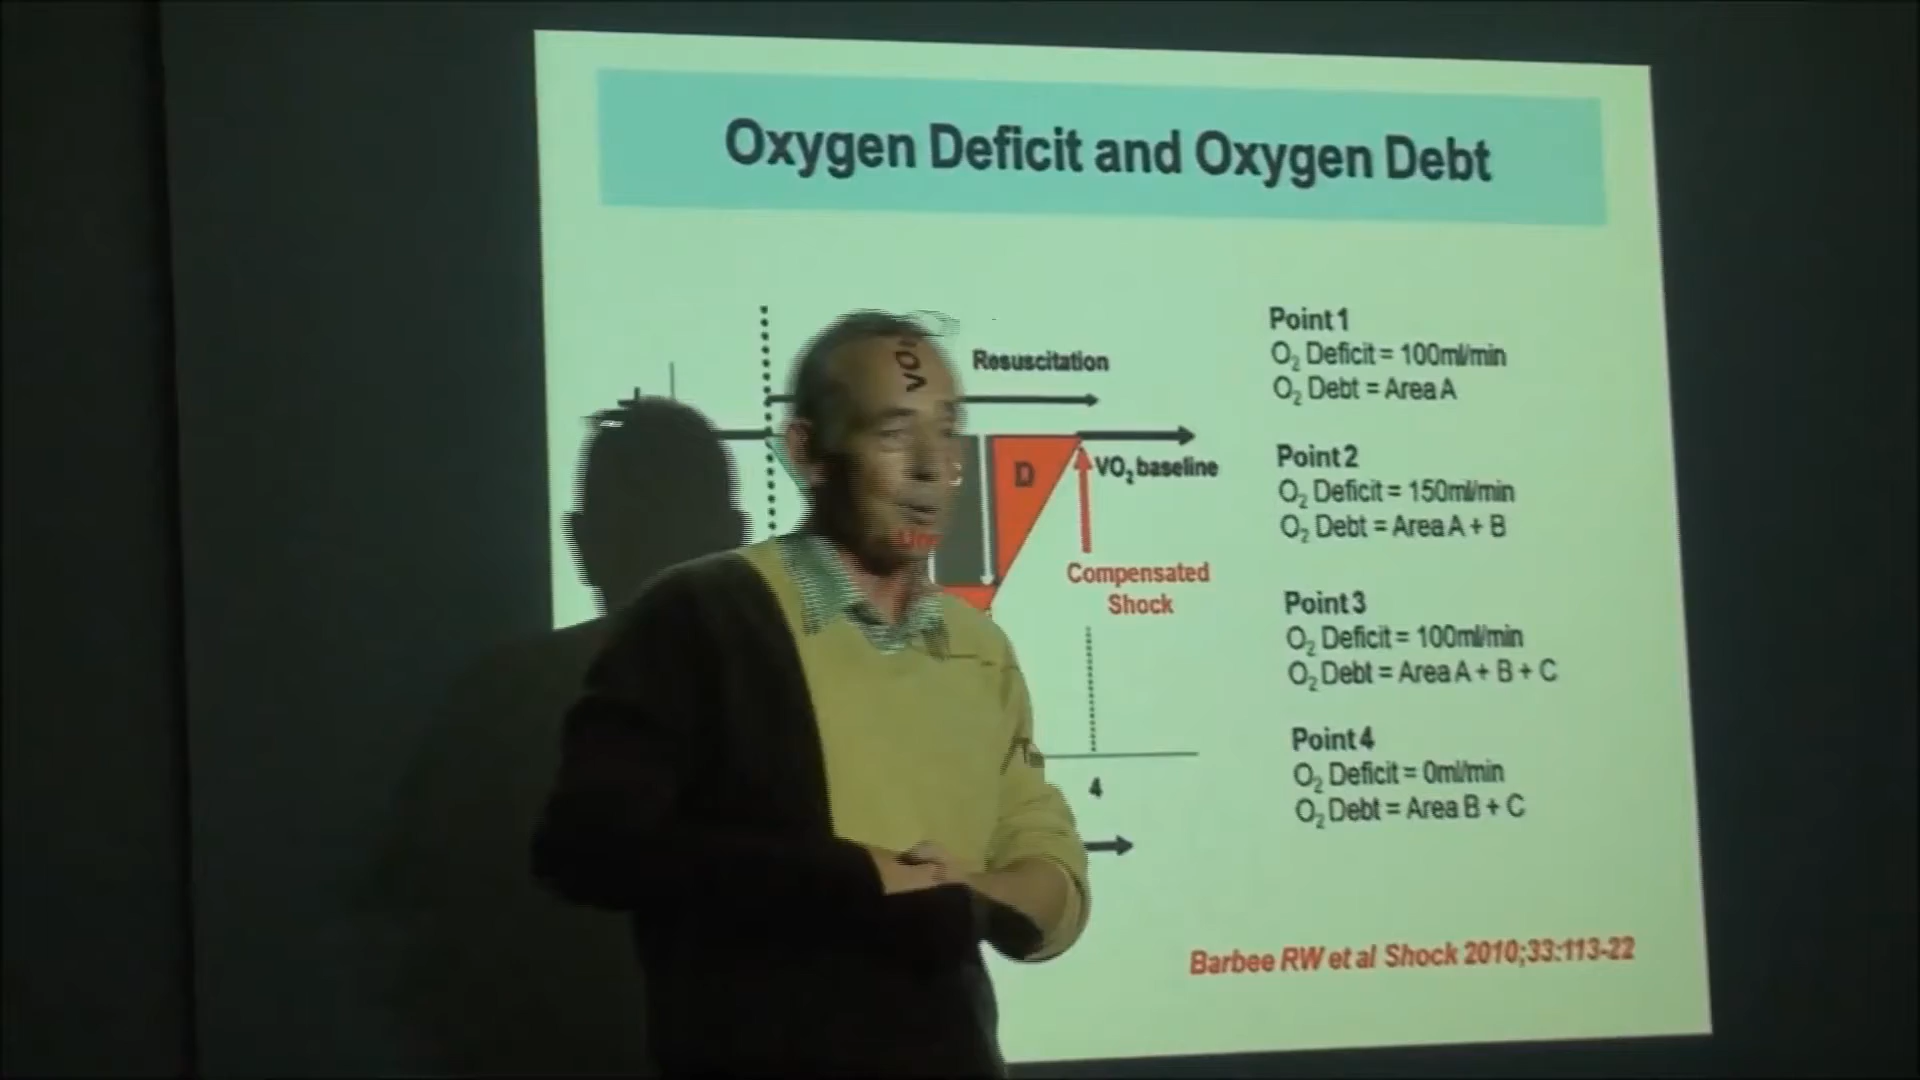 Oxygen Deficit and Oxygen Debt
Resuscitation
D
VO₂ baseline
Compensated
Shock
4
Point 1
O₂ Deficit = 100ml/min
O₂ Debt = Area A
Point 2
O₂ Deficit = 150ml/min
O₂ Debt = Area A + B
Point 3
O₂ Deficit = 100ml/min
O₂ Debt = Area A + B + C
Point 4
O₂ Deficit = 0ml/min
O₂ Debt = Area B + C
Barbee RW et al Shock 2010;33:113-22